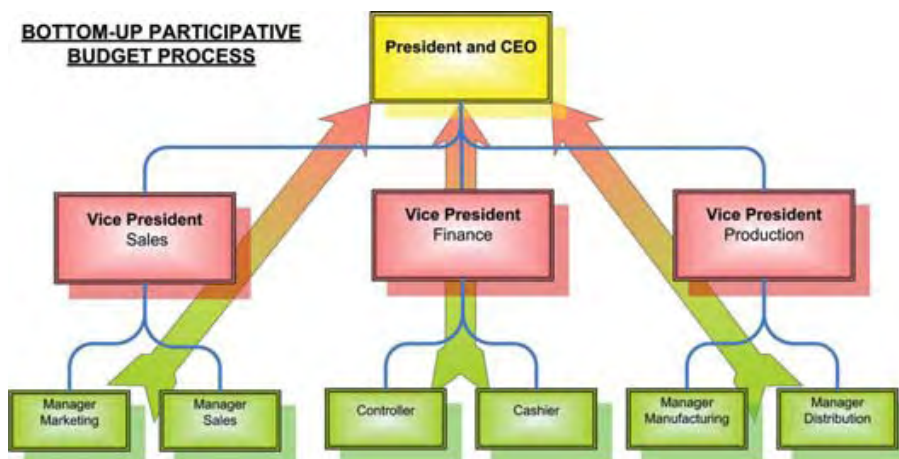 BOTTOM-UP PARTICIPATIVE
BUDGET PROCESS
President and CEO
Vice President
Sales
Vice President
Finance
Vice President
Production
Manager
Marketing
Manager
Sales
Controller
Cashier
Manager
Manufacturing
Manager
Distribution